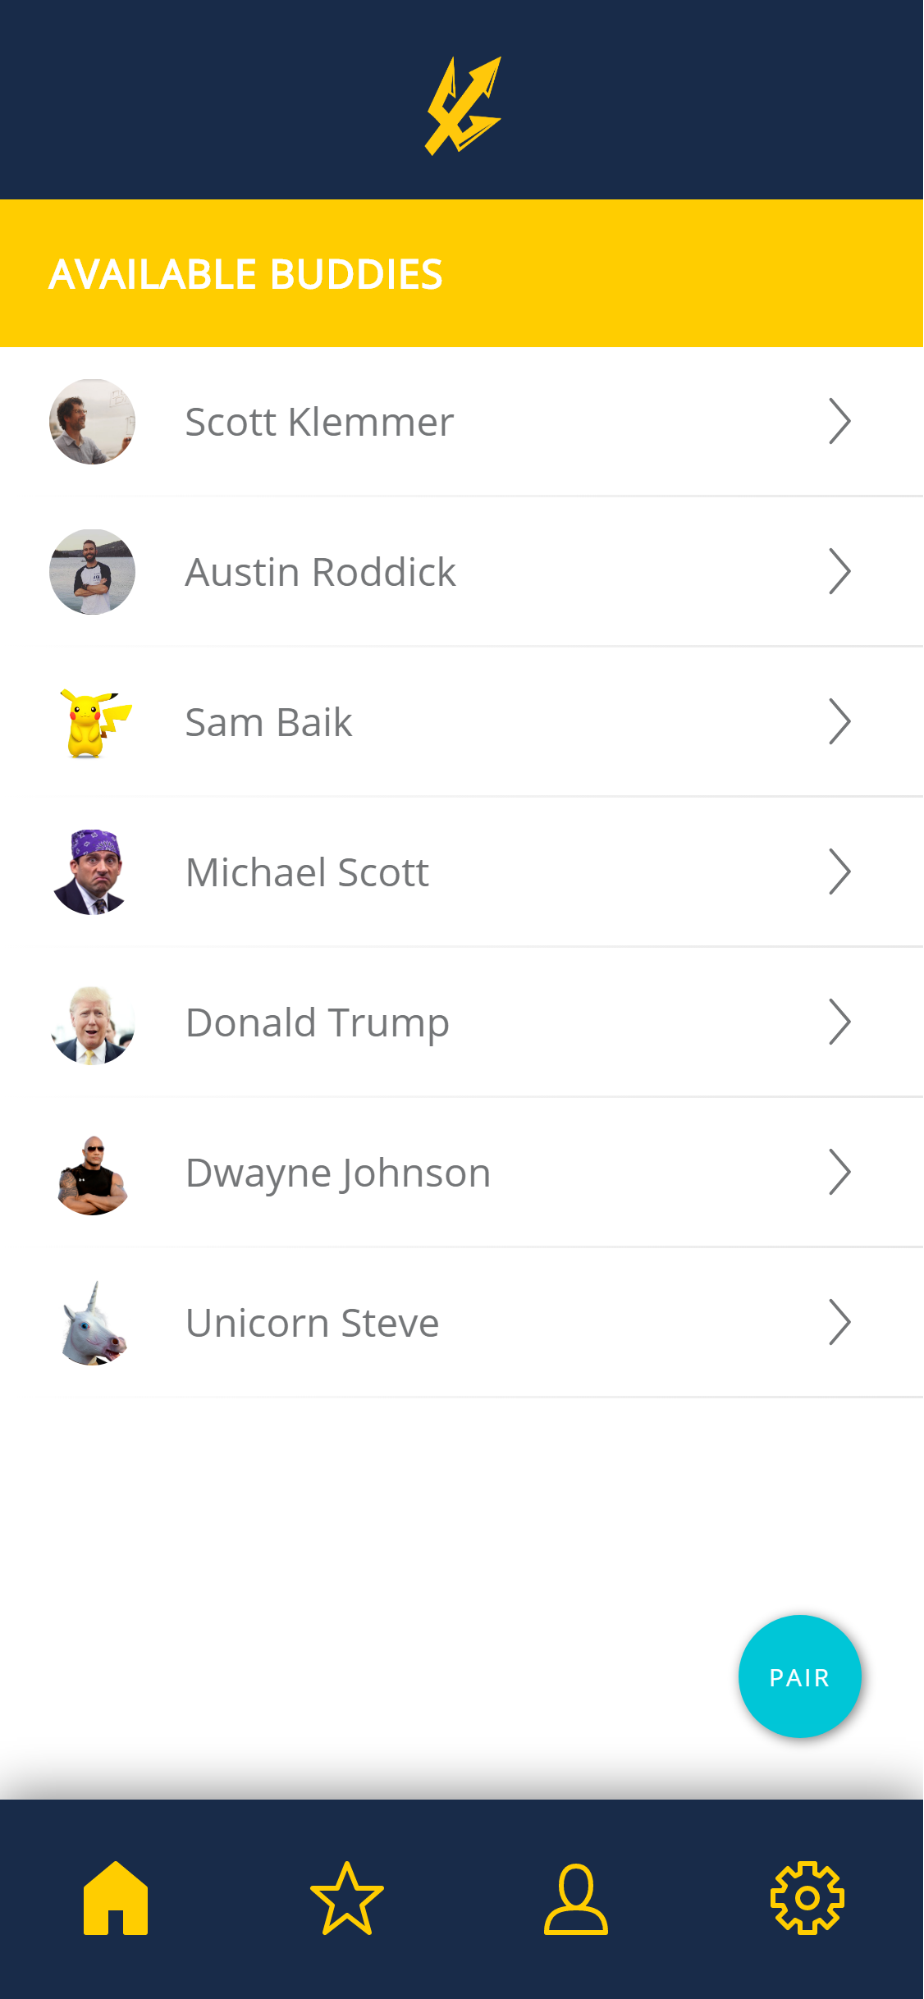 AVAILABLE BUDDIES
Scott Klemmer
Austin Roddick
Sam Baik
Michael Scott
Donald Trump
Dwayne Johnson
Unicorn Steve
PAIR